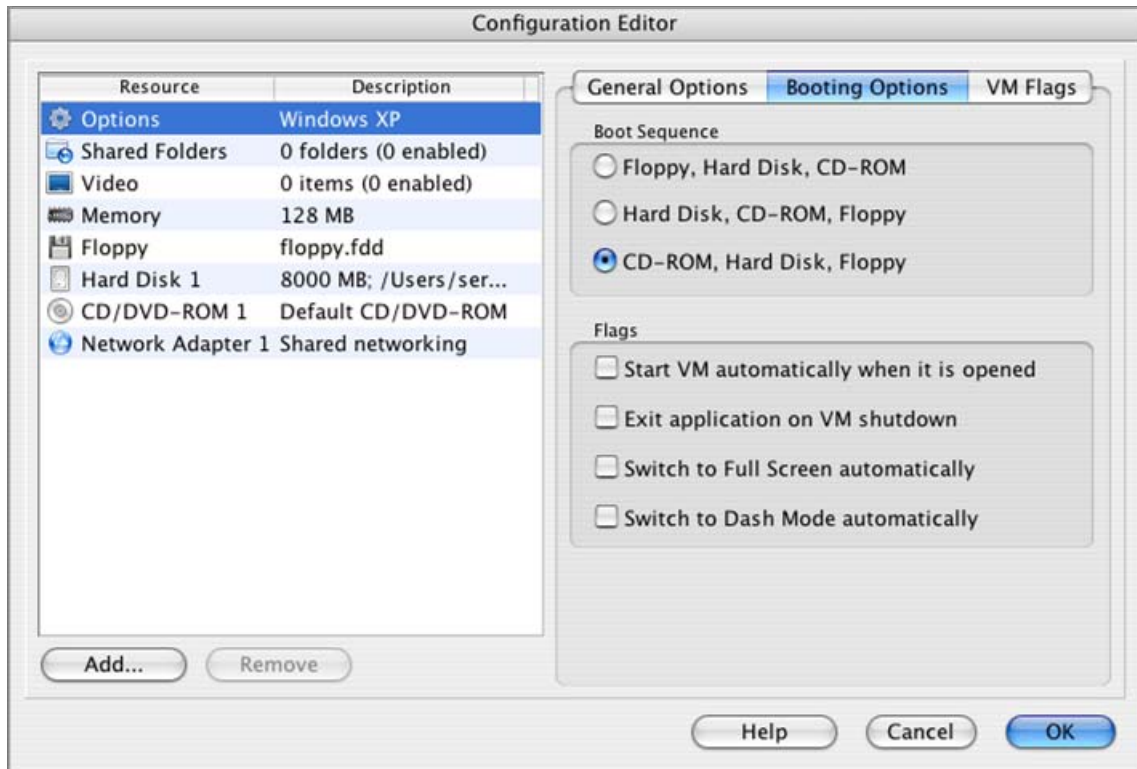 Configuration Editor
Resource Description
Options Windows XP
Shared Folders 0 folders (0 enabled)
Video 0 items (0 enabled)
Memory 128 MB
Floppy floppy.fdd
Hard Disk 1 8000 MB; /Users/ser...
CD/DVD-ROM 1 Default CD/DVD-ROM
Network Adapter 1 Shared networking
Add... Remove
General Options Booting Options VM Flags
Boot Sequence
Floppy, Hard Disk, CD-ROM
Hard Disk, CD-ROM, Floppy
CD-ROM, Hard Disk, Floppy
Flags
Start VM automatically when it is opened
Exit application on VM shutdown
Switch to Full Screen automatically
Switch to Dash Mode automatically
Help Cancel OK